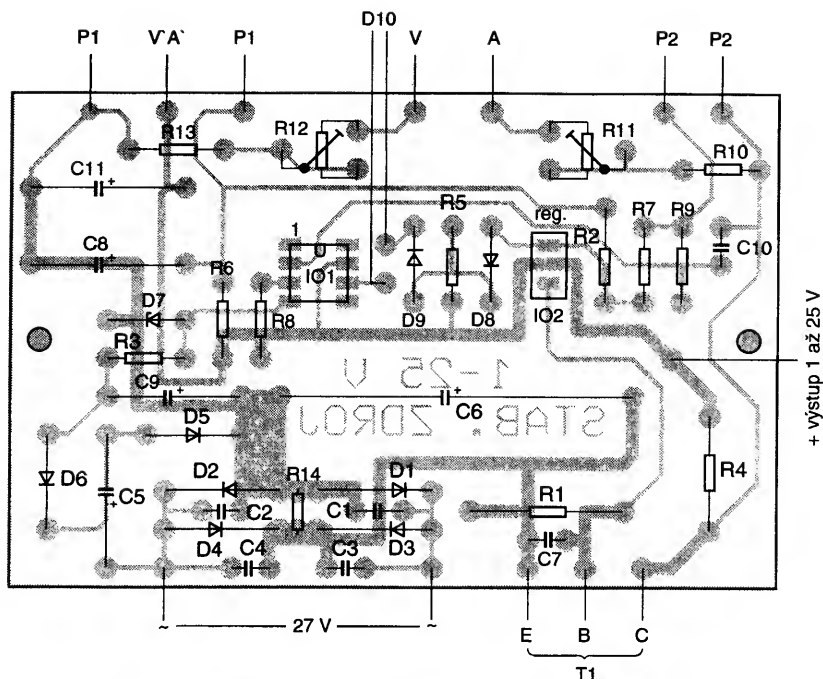 D10
P1 V`A` P1 V A P2 P2
R13 R12 R11 R10
C11
R5
1 reg. R2 R7 R9
C8 IO1 C10
R6
D7 R8 D9 D8 IO2
R3
C9
1-25 V
C6
STAB. ZDROJ
D5
+ výstup 1 až 25 V
D6 C5 D2 R14 D1 R4
C2 C1 R1
D4 C4 C3 D3 C7
~ 27 V ~ E B C
T1